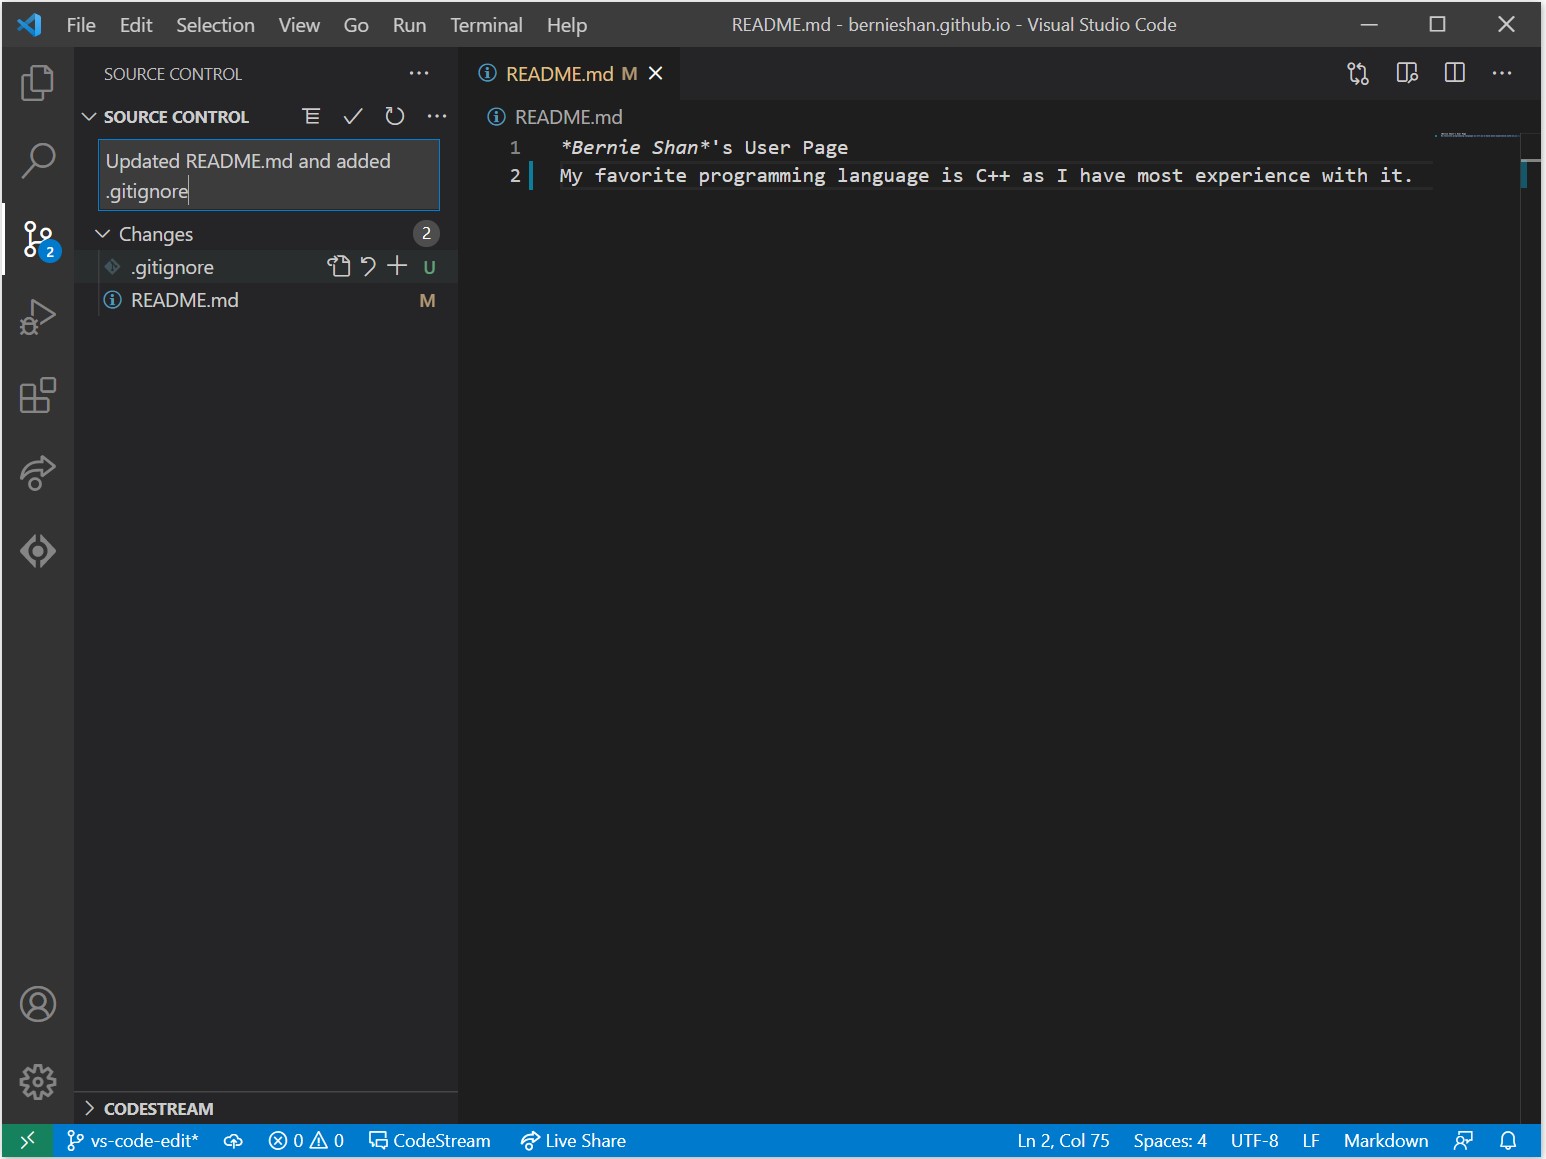 File Edit Selection View Go Run Terminal Help README.md - bernieshan.github.io - Visual Studio Code
SOURCE CONTROL
SOURCE CONTROL
Updated README.md and added
.gitignore
Changes 2
.gitignore U
README.md M
2
CODESTREAM
README.md M
README.md
1 *Bernie Shan*'s User Page
2 My favorite programming language is C++ as I have most experience with it.
vs-code-edit* 0 0 CodeStream Live Share Ln 2, Col 75 Spaces: 4 UTF-8 LF Markdown